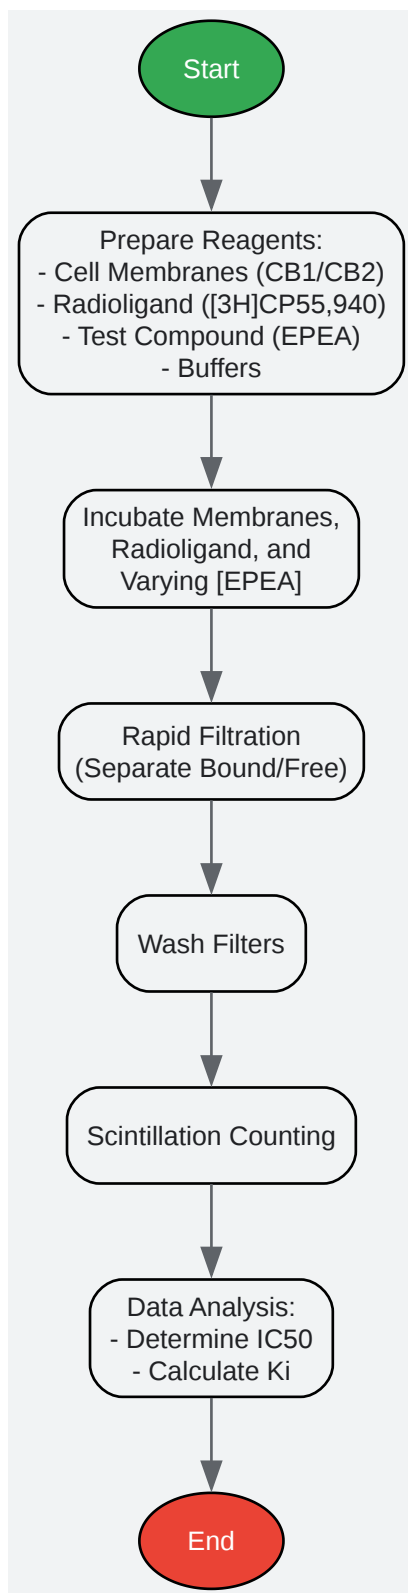 Start
Prepare Reagents:
- Cell Membranes (CB1/CB2)
- Radioligand ([3H]CP55,940)
- Test Compound (EPEA)
- Buffers
Incubate Membranes,
Radioligand, and
Varying [EPEA]
Rapid Filtration
(Separate Bound/Free)
Wash Filters
Scintillation Counting
Data Analysis:
- Determine IC50
- Calculate Ki
End